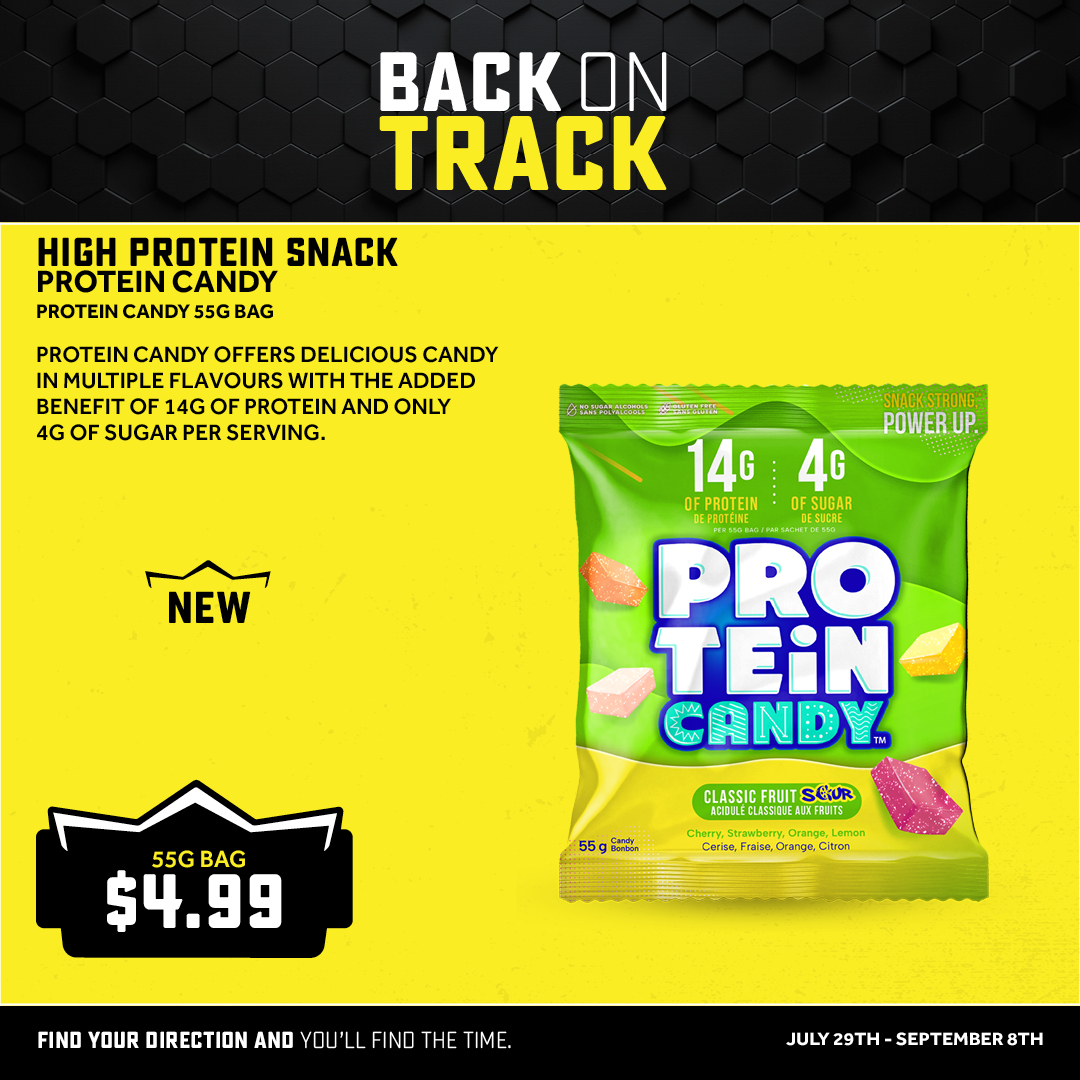 BACK ON
TRACK
HIGH PROTEIN SNACK
PROTEIN CANDY
PROTEIN CANDY 55G BAG
PROTEIN CANDY OFFERS DELICIOUS CANDY
IN MULTIPLE FLAVOURS WITH THE ADDED
BENEFIT OF 14G OF PROTEIN AND ONLY
4G OF SUGAR PER SERVING.
NEW
55G BAG
$4.99
NO SUGAR ALCOHOLS
SANS POLYALCOOLS
GLUTEN FREE
SANS GLUTEN
SNACK STRONG,
POWER UP.
14G
OF PROTEIN
DE PROTÉINE
4G
OF SUGAR
DE SUCRE
PER 55G BAG / PAR SACHET DE 55G
PRO
TEiN
CANDY™
CLASSIC FRUIT SOUR
ACIDULÉ CLASSIQUE AUX FRUITS
Cherry, Strawberry, Orange, Lemon
Cerise, Fraise, Orange, Citron
55 g Candy
Bonbon
FIND YOUR DIRECTION AND YOU'LL FIND THE TIME.
JULY 29TH - SEPTEMBER 8TH